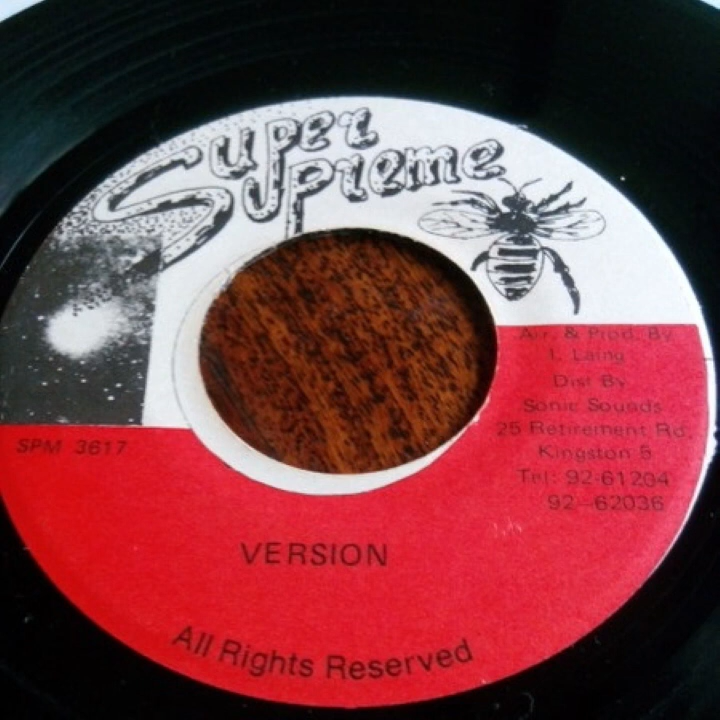 Super
Supreme
Arr. & Prod. By
I. Laing
Dist By
Sonic Sounds
25 Retirement Rd.
Kingston 5
Tel: 92-61204
92-62036
SPM 3617
VERSION
All Rights Reserved